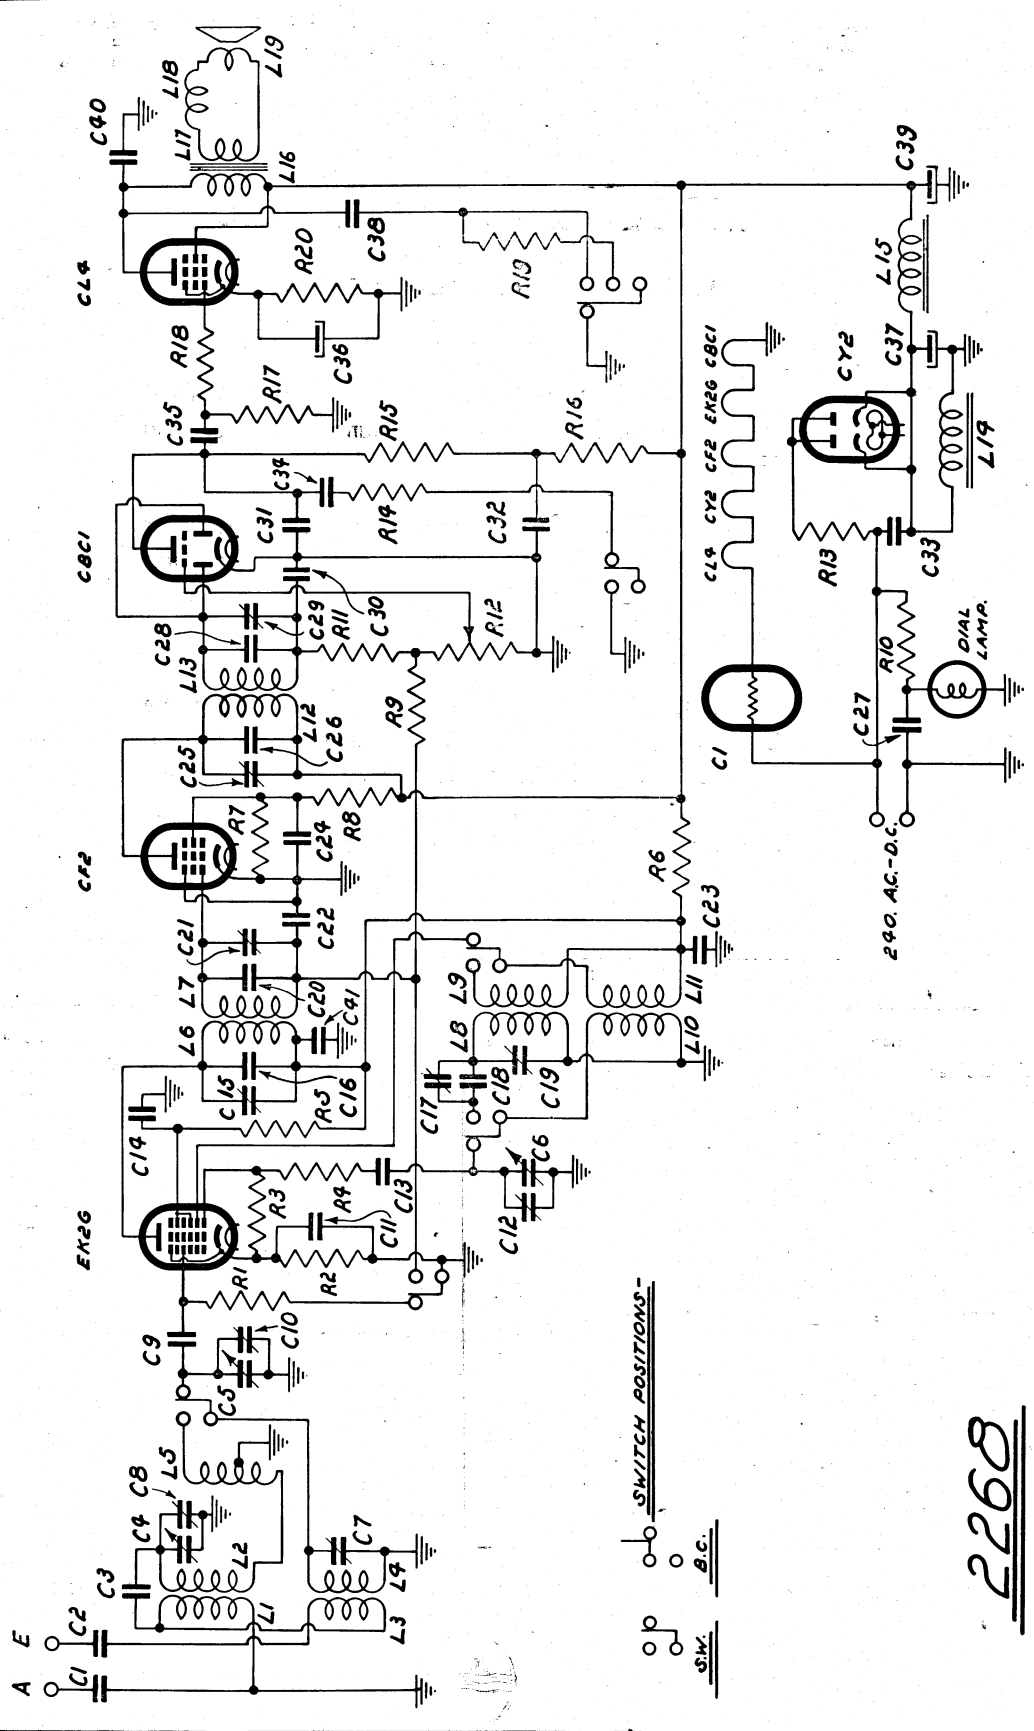 A
E
C1
C2
C3
C4
C8
L1
L2
L3
L4
C7
L5
C5
C10
C9
R1
EK2G
R2
C11
R3
R4
C13
C14
R5
C15
C16
L6
L7
C41
C20
C21
C22
CF2
R7
C24
R8
C25
C26
L12
L13
C28
C29
R11
C30
CBC1
R9
R12
C31
C34
R14
C32
C35
R15
R16
R17
R18
CL4
R20
C36
C38
R19
C40
L16
L17
L18
L19
C12
C6
C17
C18
C19
L8
L9
L10
L11
C23
R6
C1
CL4
CY2
CF2
EK2G
CBC1
CY2
R13
C33
L14
C37
L15
C39
R10
C27
DIAL
LAMP.
240. A.C.-D.C.
SWITCH POSITIONS-
S.W.
B.C.
2268